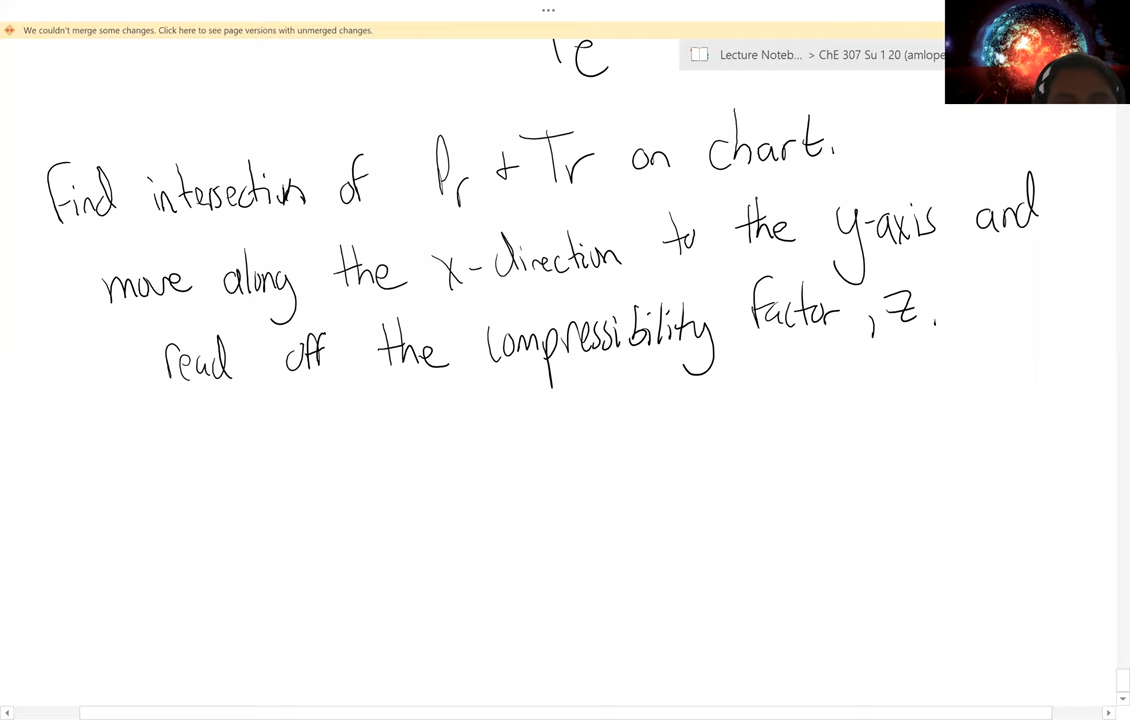 We couldn't merge some changes. Click here to see page versions with unmerged changes.
Lecture Noteb... > ChE 307 Su 1 20 (amlope
Find intersection of Pr + Tr on chart.
move along the x-direction to the y-axis and
read off the compressibility factor, z.